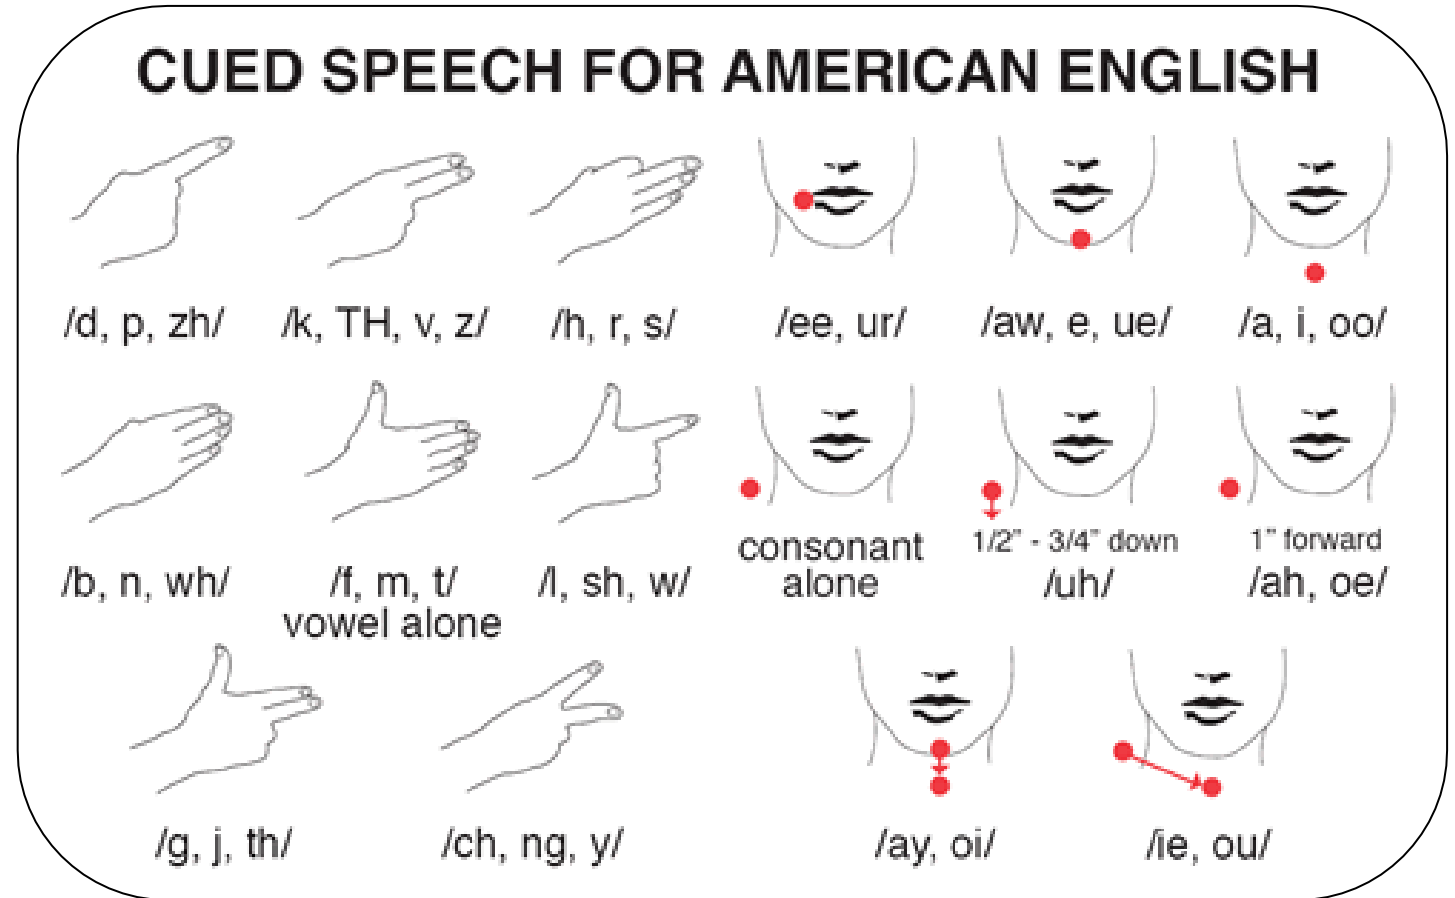 CUED SPEECH FOR AMERICAN ENGLISH
/d, p, zh/
/k, TH, v, z/
/h, r, s/
/ee, ur/
/aw, e, ue/
/a, i, oo/
/b, n, wh/
/f, m, t/
vowel alone
/l, sh, w/
consonant
alone
1/2” - 3/4” down
/uh/
1” forward
/ah, oe/
/g, j, th/
/ch, ng, y/
/ay, oi/
/ie, ou/